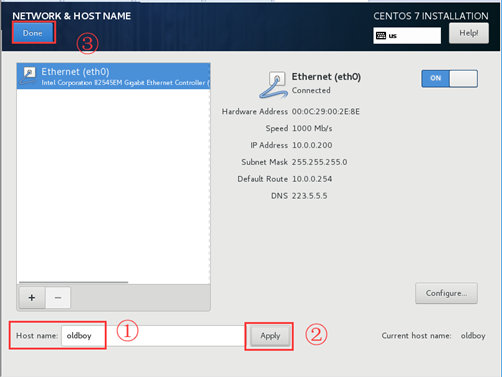 NETWORK & HOST NAME
CENTOS 7 INSTALLATION
Done
③
us
Help!
Ethernet (eth0)
Intel Corporation 82545EM Gigabit Ethernet Controller (
Ethernet (eth0)
Connected
ON
Hardware Address 00:0C:29:00:2E:8E
Speed 1000 Mb/s
IP Address 10.0.0.200
Subnet Mask 255.255.255.0
Default Route 10.0.0.254
DNS 223.5.5.5
+ −
Configure...
Host name: oldboy ① Apply ② Current host name: oldboy